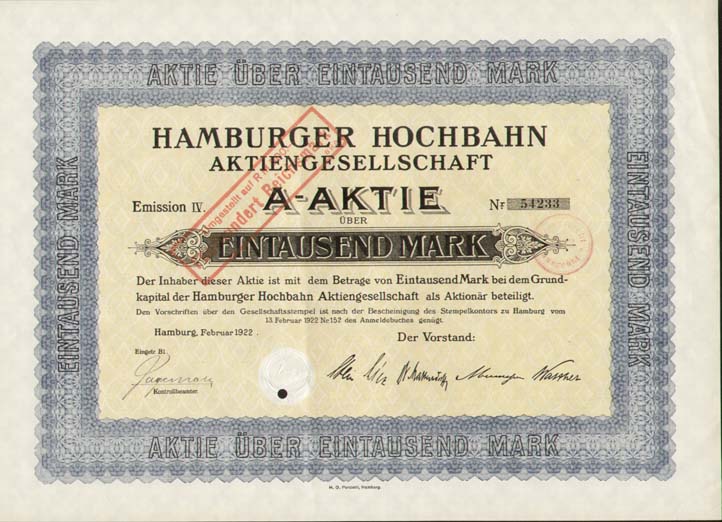 AKTIE ÜBER EINTAUSEND MARK
EINTAUSEND MARK
EINTAUSEND MARK
HAMBURGER HOCHBAHN
AKTIENGESELLSCHAFT
Emission IV.
A-AKTIE
Nr 54233
ÜBER
EINTAUSEND MARK
Der Inhaber dieser Aktie ist mit dem Betrage von Eintausend Mark bei dem Grund-
kapital der Hamburger Hochbahn Aktiengesellschaft als Aktionär beteiligt.
Den Vorschriften über den Gesellschaftsstempel ist nach der Bescheinigung des Stempelkontors zu Hamburg vom
13. Februar 1922 Nr. 152 des Anmeldebuches genügt.
Hamburg, Februar 1922.
Der Vorstand:
Eingetr. Bl.
Kontrollbeamter.
AKTIE ÜBER EINTAUSEND MARK